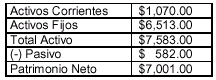 Activos Corrientes $1,070.00
Activos Fijos $6,513.00
Total Activo $7,583.00
(-) Pasivo $ 582.00
Patrimonio Neto $7,001.00